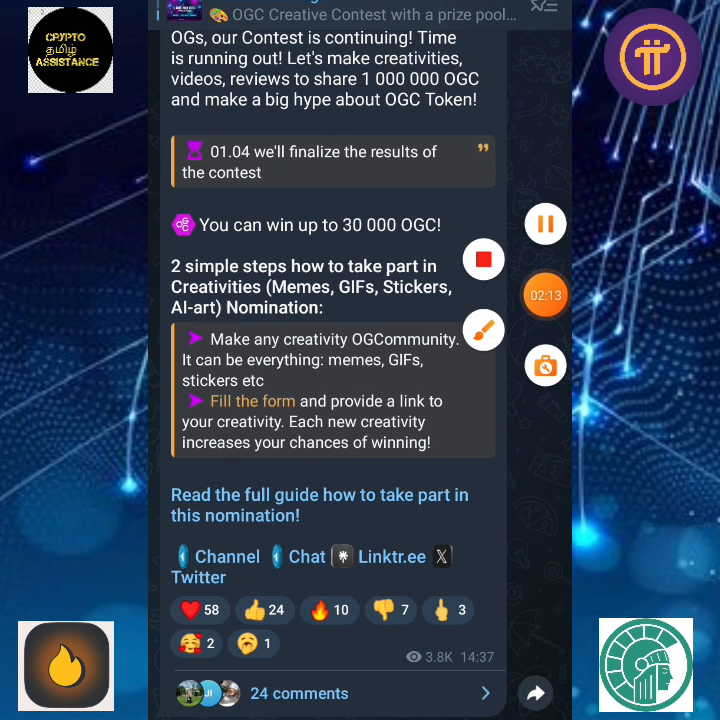 CPYPTO
தமிழ்
ASSISTANCE
OGC Creative Contest with a prize pool...
OGs, our Contest is continuing! Time
is running out! Let's make creativities,
videos, reviews to share 1 000 000 OGC
and make a big hype about OGC Token!
01.04 we'll finalize the results of
the contest
OGC You can win up to 30 000 OGC!
2 simple steps how to take part in
Creativities (Memes, GIFs, Stickers,
AI-art) Nomination:
➤ Make any creativity OGCommunity.
It can be everything: memes, GIFs,
stickers etc
➤ Fill the form and provide a link to
your creativity. Each new creativity
increases your chances of winning!
02:13
Read the full guide how to take part in
this nomination!
Channel Chat Linktr.ee X
Twitter
58 24 10 7 3
2 1
3.8K 14:37
JI
24 comments